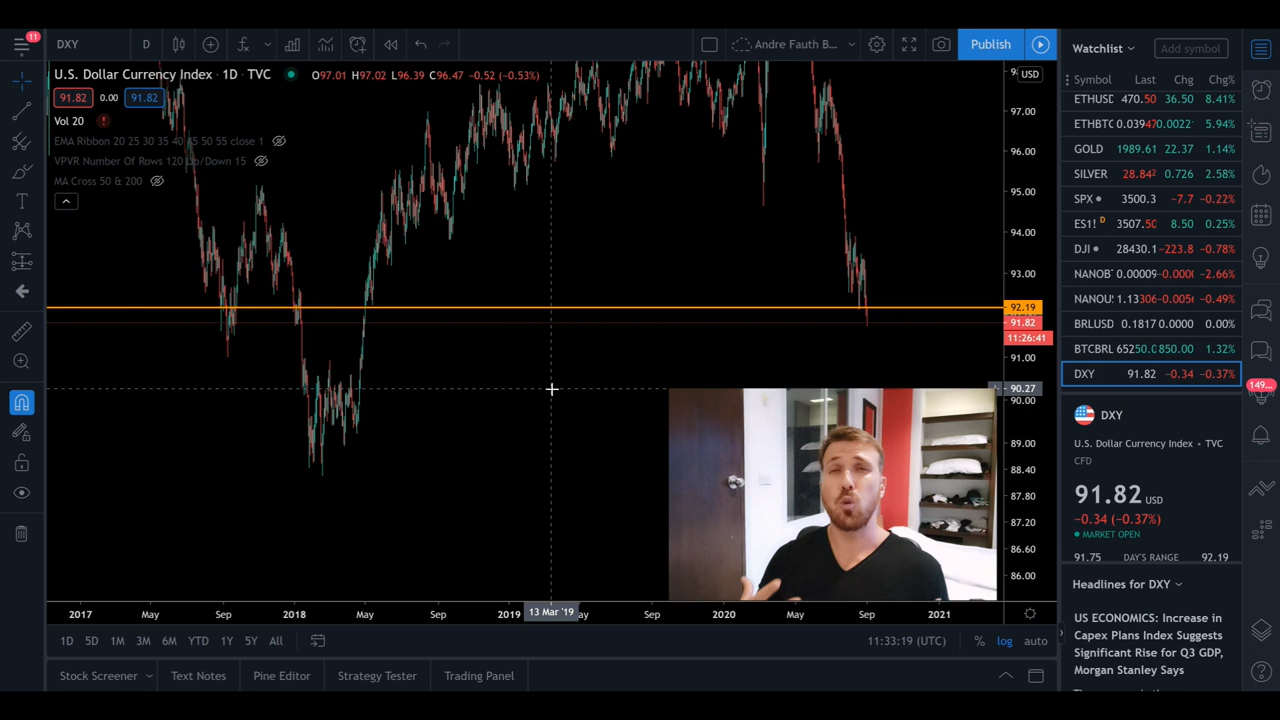 11
DXY
D
Andre Fauth B...
Publish
U.S. Dollar Currency Index · 1D · TVC
O97.01 H97.02 L96.39 C96.47 -0.52 (-0.53%)
91.82 0.00 91.82
Vol 20
EMA Ribbon 20 25 30 35 40 45 50 55 close 1
VPVR Number Of Rows 120 Up/Down 15
MA Cross 50 & 200
USD
97.00
96.00
95.00
94.00
93.00
92.19
91.82
11:26:41
91.00
90.27
90.00
89.00
88.40
87.80
87.20
86.60
86.00
2017 May Sep 2018 May Sep 2019 13 Mar '19 Sep 2020 May Sep 2021
1D 5D 1M 3M 6M YTD 1Y 5Y All
11:33:19 (UTC) % log auto
Stock Screener Text Notes Pine Editor Strategy Tester Trading Panel
Watchlist
Add symbol
Symbol Last Chg Chg%
ETHUSD 470.50 36.50 8.41%
ETHBTC 0.03947 0.0022 5.94%
GOLD 1989.61 22.37 1.14%
SILVER 28.842 0.726 2.58%
SPX 3500.3 -7.7 -0.22%
ES1! D 3507.50 8.50 0.25%
DJI 28430.1 -223.8 -0.78%
NANOB 0.00009 -0.000 -2.66%
NANOU 1.13306 -0.005 -0.49%
BRLUSD 0.1817 0.0000 0.00%
BTCBRL 65250.0 850.00 1.32%
DXY 91.82 -0.34 -0.37%
149...
DXY
U.S. Dollar Currency Index • TVC
CFD
91.82 USD
−0.34 (−0.37%)
MARKET OPEN
91.75 DAY'S RANGE 92.19
Headlines for DXY
US ECONOMICS: Increase in
Capex Plans Index Suggests
Significant Rise for Q3 GDP,
Morgan Stanley Says